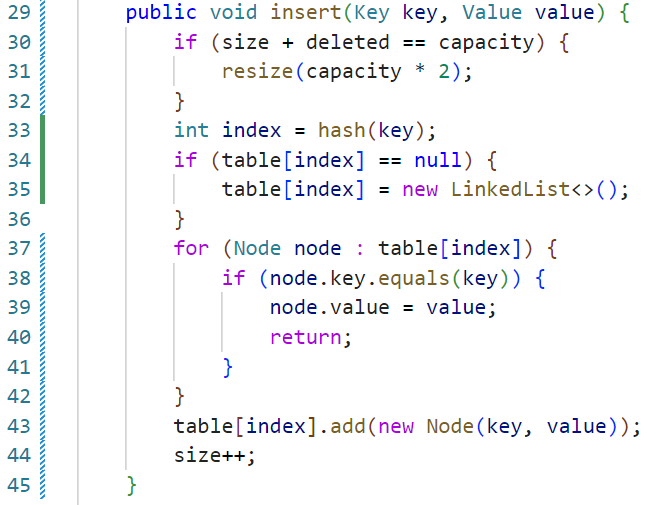 29 public void insert(Key key, Value value) {
30 if (size + deleted == capacity) {
31 resize(capacity * 2);
32 }
33 int index = hash(key);
34 if (table[index] == null) {
35 table[index] = new LinkedList<>();
36 }
37 for (Node node : table[index]) {
38 if (node.key.equals(key)) {
39 node.value = value;
40 return;
41 }
42 }
43 table[index].add(new Node(key, value));
44 size++;
45 }